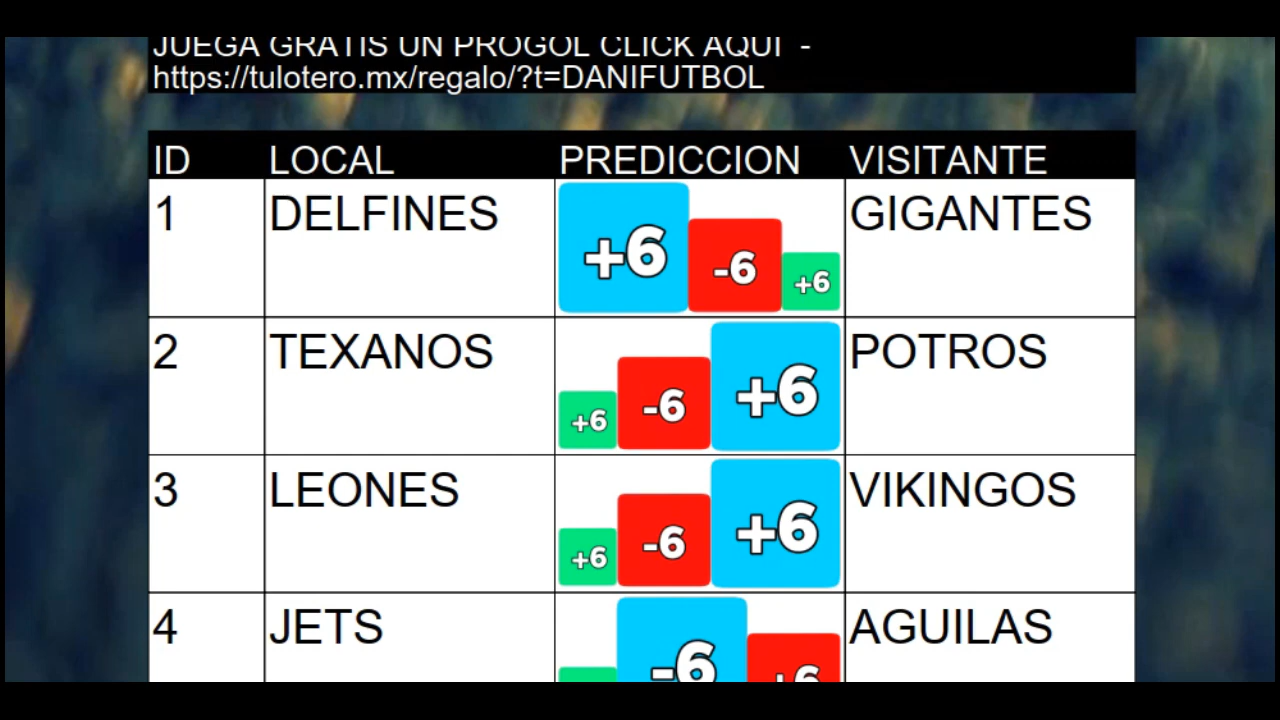 JUEGA GRATIS UN PROGOL CLICK AQUI -
https://tulotero.mx/regalo/?t=DANIFUTBOL
ID LOCAL PREDICCION VISITANTE
1 DELFINES +6 -6 +6 GIGANTES
2 TEXANOS +6 -6 +6 POTROS
3 LEONES +6 -6 +6 VIKINGOS
4 JETS -6 +6 AGUILAS